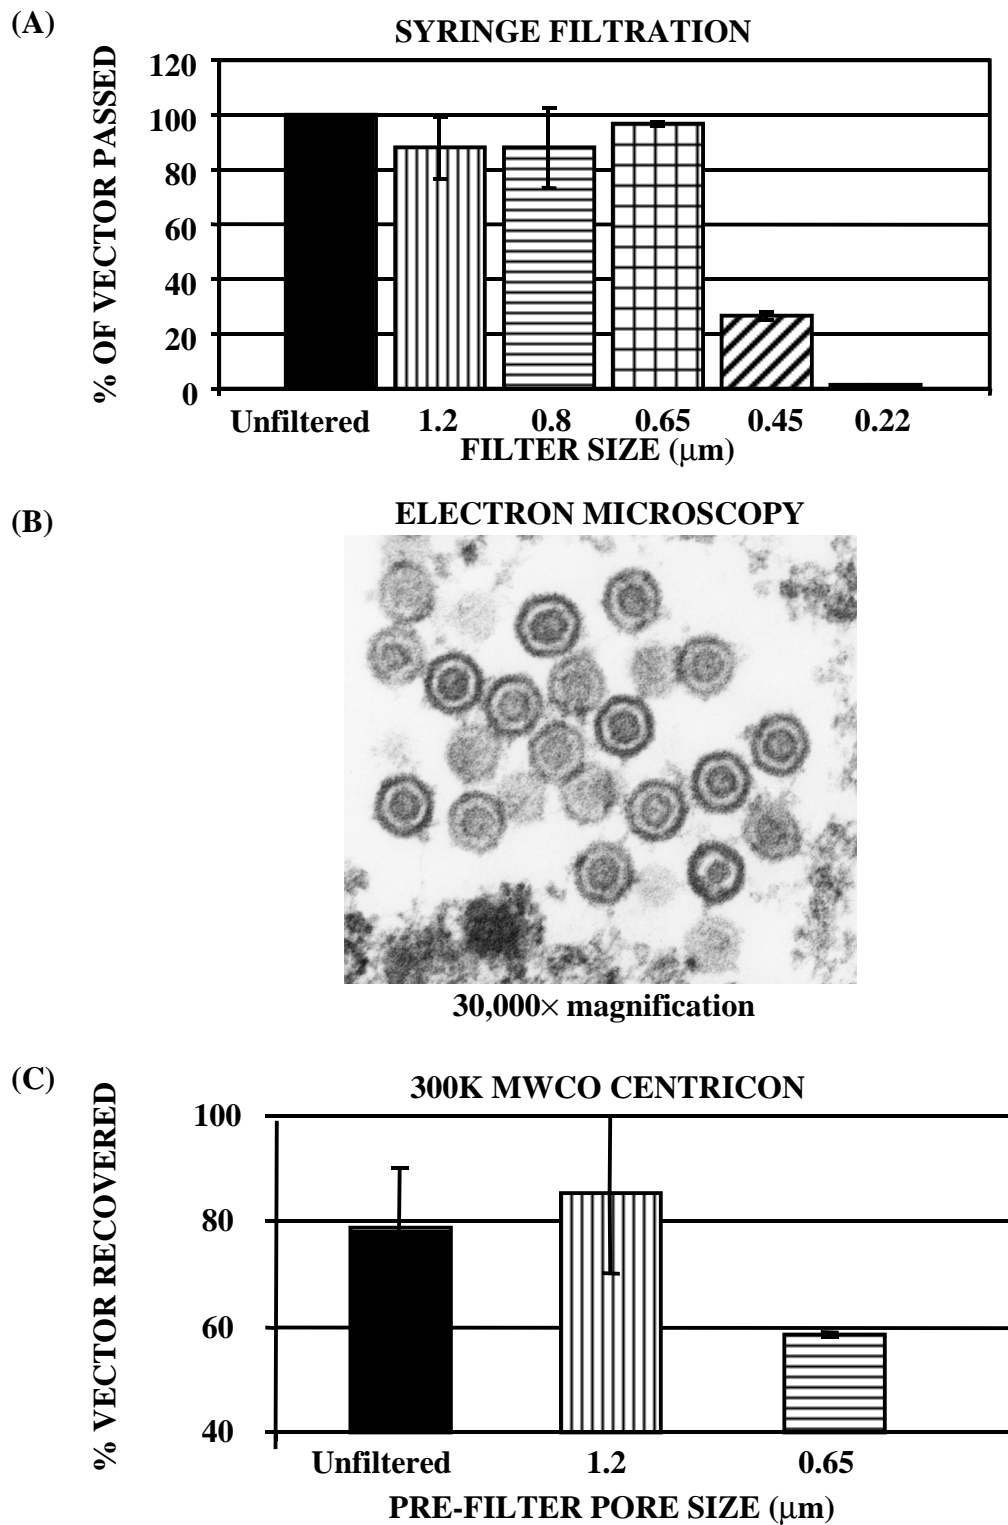 (A)
SYRINGE FILTRATION
% OF VECTOR PASSED
120
100
80
60
40
20
0
Unfiltered 1.2 0.8 0.65 0.45 0.22
FILTER SIZE (μm)
(B)
ELECTRON MICROSCOPY
30,000× magnification
(C)
300K MWCO CENTRICON
% VECTOR RECOVERED
100
80
60
40
Unfiltered 1.2 0.65
PRE-FILTER PORE SIZE (μm)